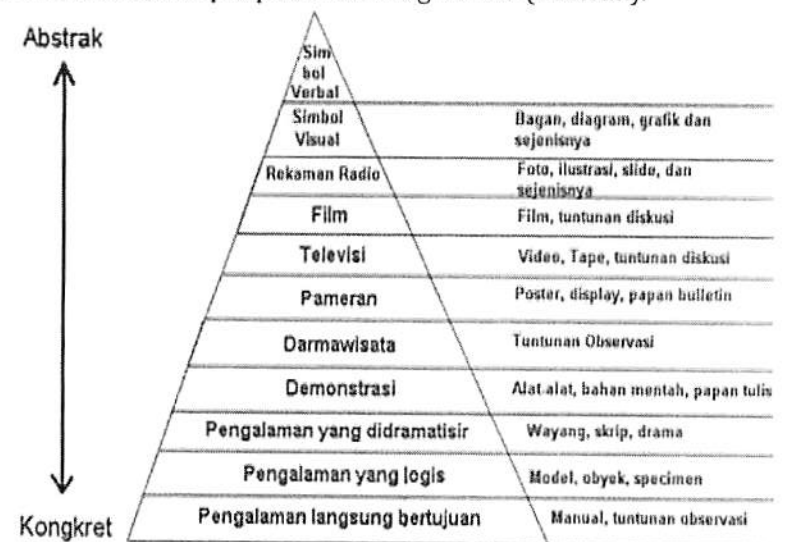 Abstrak
Sim
bol
Verbal
Simbol
Visual
Bagan, diagram, grafik dan
sejenisnya
Rekaman Radio
Foto, ilustrasi, slide, dan
sejenisnya
Film
Film, tuntunan diskusi
Televisi
Video, Tape, tuntunan diskusi
Pameran
Poster, display, papan bulletin
Darmawisata
Tuntunan Observasi
Demonstrasi
Alat-alat, bahan mentah, papan tulis
Pengalaman yang didramatisir
Wayang, skrip, drama
Pengalaman yang logis
Model, obyek, specimen
Pengalaman langsung bertujuan
Manual, tuntunan observasi
Kongkret